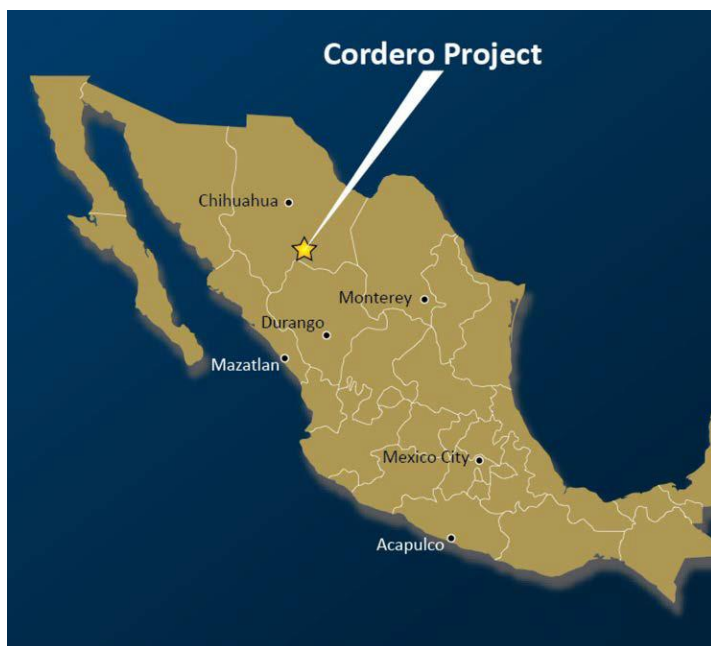 Cordero Project
Chihuahua
Monterey
Durango
Mazatlan
Mexico City
Acapulco